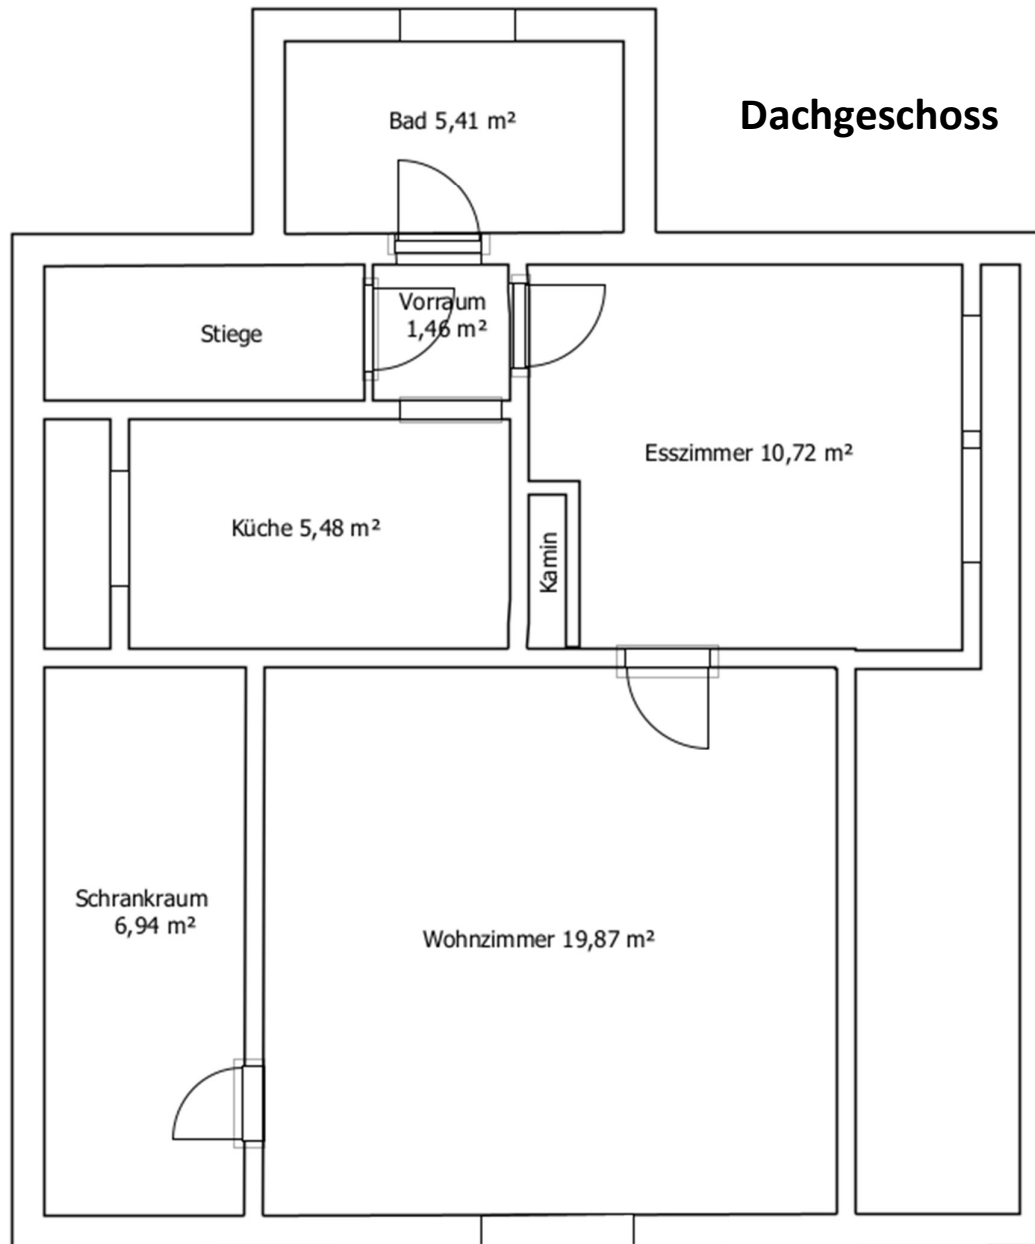 Dachgeschoss
Bad 5,41 m²
Vorraum
1,46 m²
Stiege
Esszimmer 10,72 m²
Küche 5,48 m²
Kamin
Schrankraum
6,94 m²
Wohnzimmer 19,87 m²